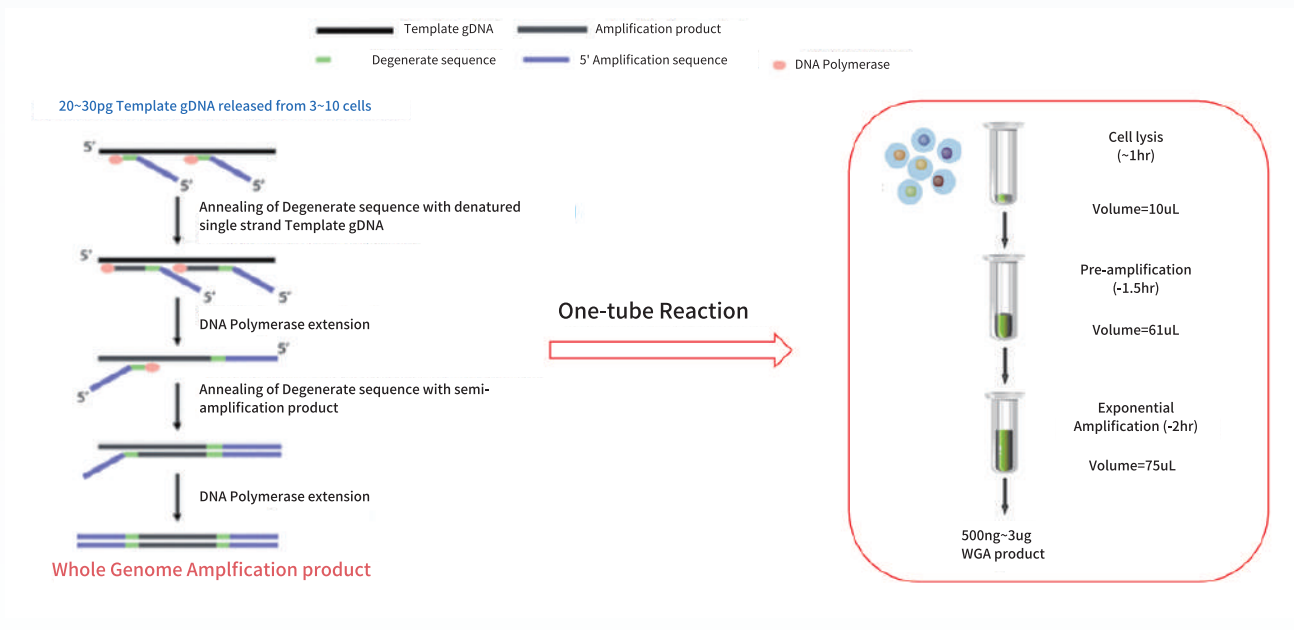 Template gDNA
Amplification product
Degenerate sequence
5' Amplification sequence
DNA Polymerase
20~30pg Template gDNA released from 3~10 cells
5'
5'
5'
Annealing of Degenerate sequence with denatured
single strand Template gDNA
5'
5'
5'
DNA Polymerase extension
5'
5'
Annealing of Degenerate sequence with semi-
amplification product
DNA Polymerase extension
Whole Genome Amplfication product
One-tube Reaction
Cell lysis
(~1hr)
Volume=10uL
Pre-amplification
(-1.5hr)
Volume=61uL
Exponential
Amplification (-2hr)
Volume=75uL
500ng~3ug
WGA product